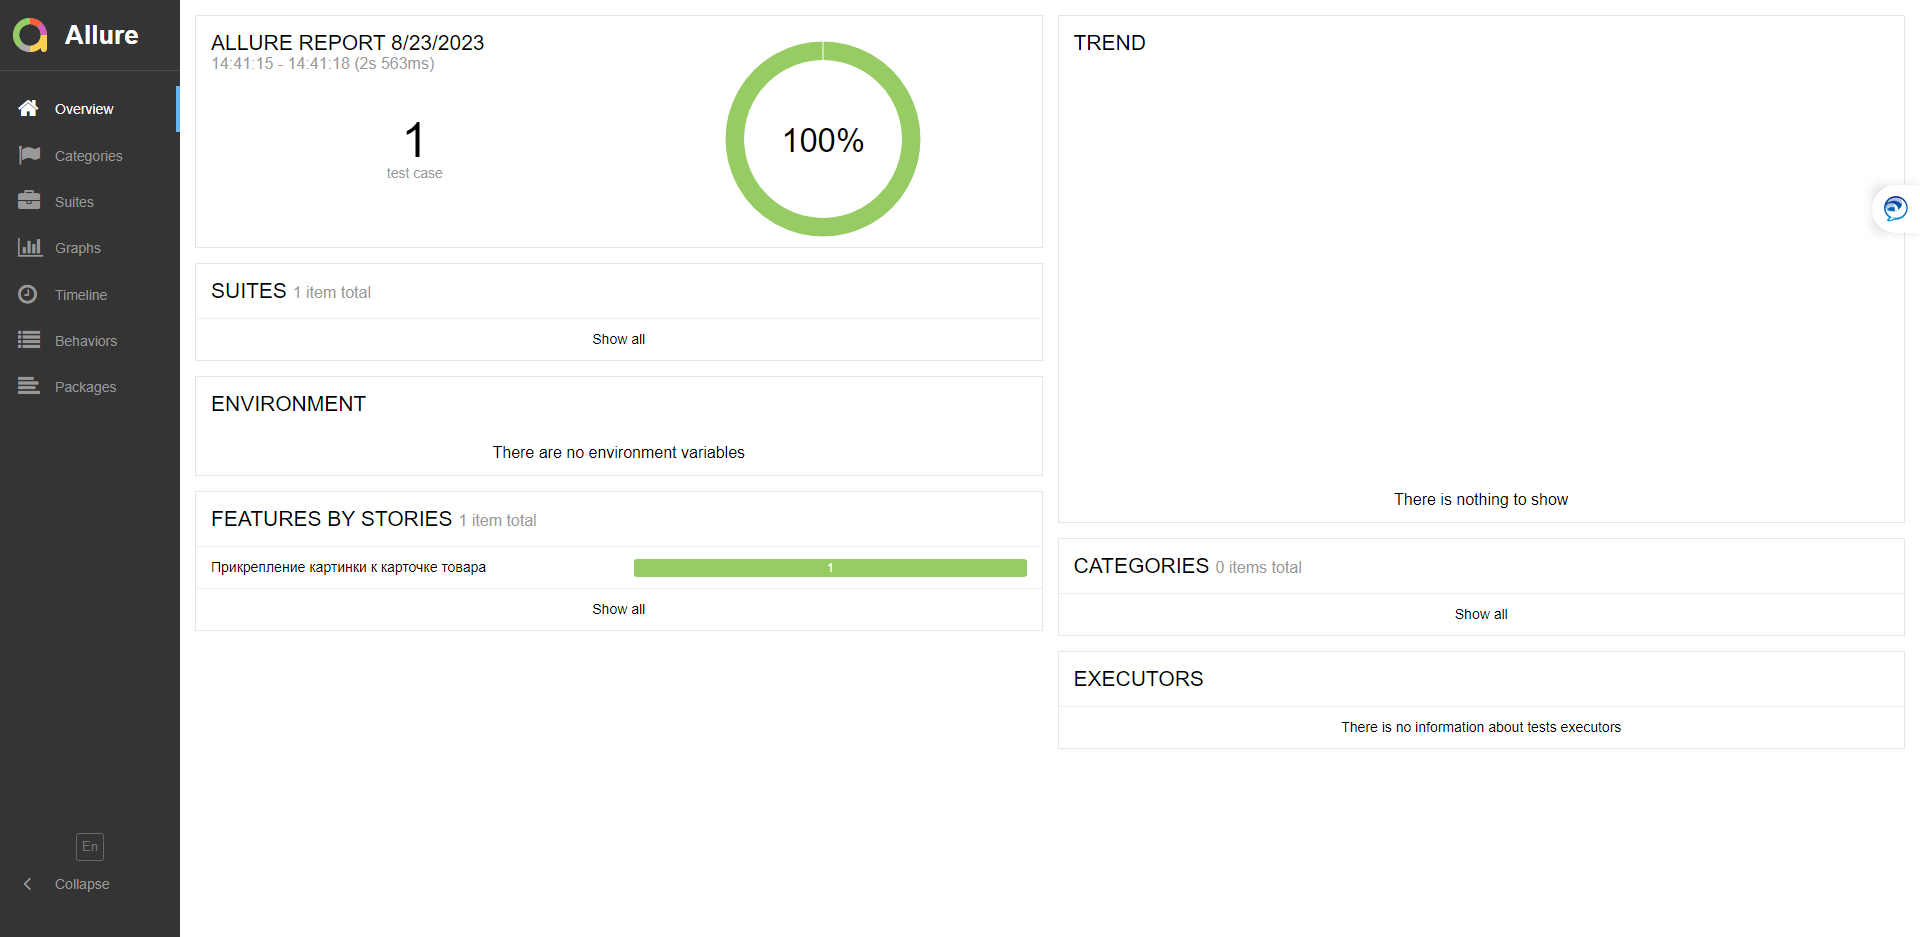 Allure
Overview
Categories
Suites
Graphs
Timeline
Behaviors
Packages
En
Collapse
ALLURE REPORT 8/23/2023
14:41:15 - 14:41:18 (2s 563ms)
1
test case
100%
SUITES 1 item total
Show all
ENVIRONMENT
There are no environment variables
FEATURES BY STORIES 1 item total
Прикрепление картинки к карточке товара 1
Show all
TREND
There is nothing to show
CATEGORIES 0 items total
Show all
EXECUTORS
There is no information about tests executors